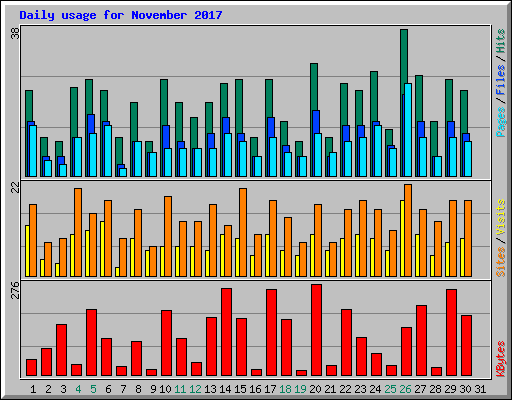 Daily usage for November 2017
38
Pages / Files / Hits
22
Sites / Visits
276
KBytes
1 2 3 4 5 6 7 8 9 10 11 12 13 14 15 16 17 18 19 20 21 22 23 24 25 26 27 28 29 30 31